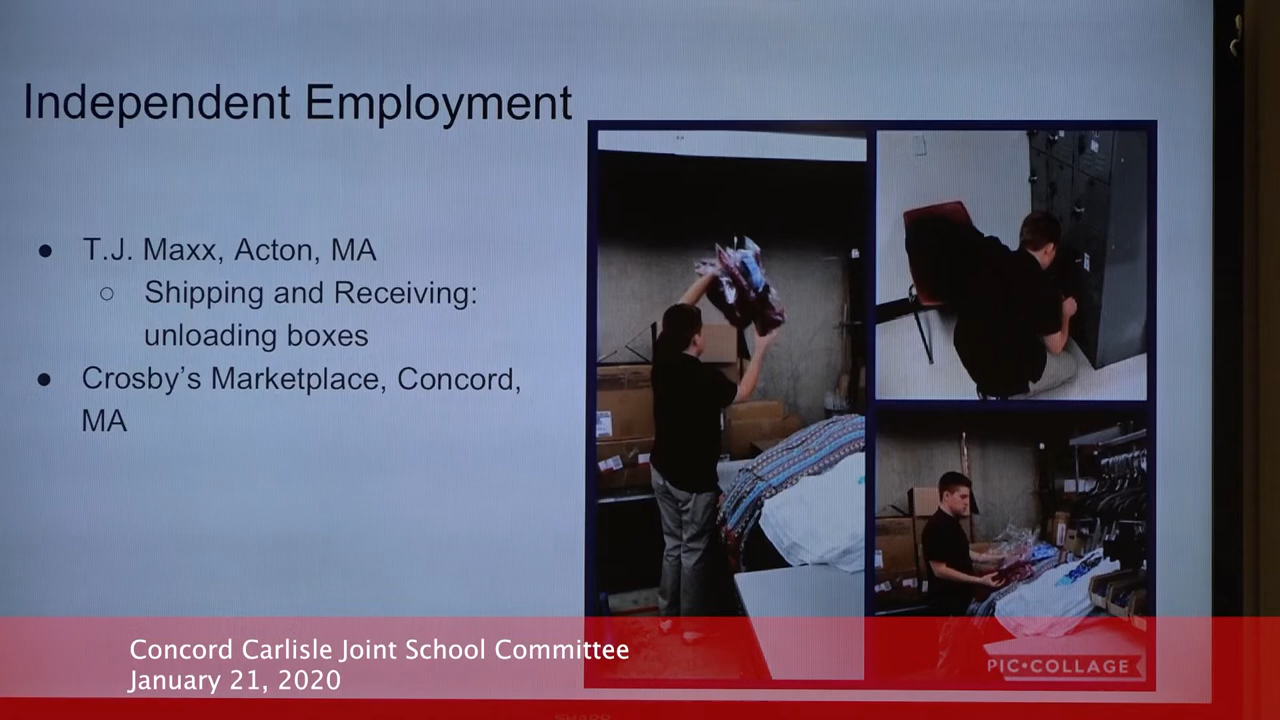 Independent Employment
● T.J. Maxx, Acton, MA
○ Shipping and Receiving:
unloading boxes
● Crosby's Marketplace, Concord,
MA
PIC•COLLAGE
Concord Carlisle Joint School Committee
January 21, 2020
SHARP